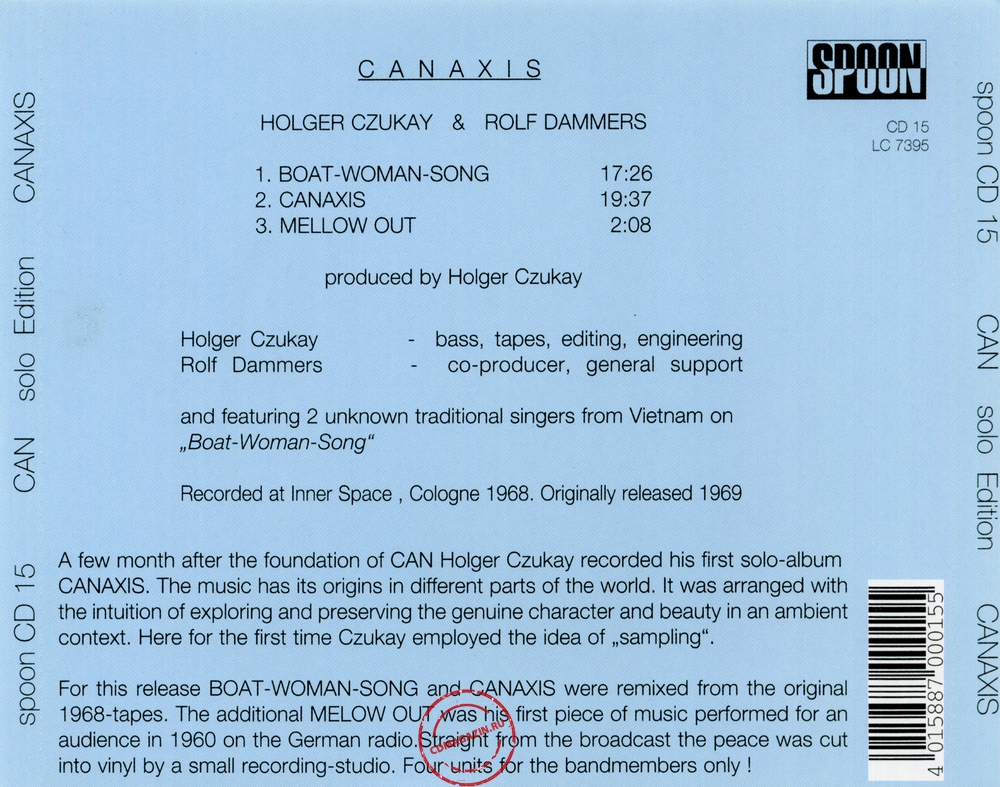 CANAXIS
SPOON
HOLGER CZUKAY & ROLF DAMMERS
CD 15
LC 7395
1. BOAT-WOMAN-SONG 17:26
2. CANAXIS 19:37
3. MELLOW OUT 2:08
produced by Holger Czukay
Holger Czukay - bass, tapes, editing, engineering
Rolf Dammers - co-producer, general support
and featuring 2 unknown traditional singers from Vietnam on
„Boat-Woman-Song“
Recorded at Inner Space , Cologne 1968. Originally released 1969
A few month after the foundation of CAN Holger Czukay recorded his first solo-album
CANAXIS. The music has its origins in different parts of the world. It was arranged with
the intuition of exploring and preserving the genuine character and beauty in an ambient
context. Here for the first time Czukay employed the idea of „sampling“.
For this release BOAT-WOMAN-SONG and CANAXIS were remixed from the original
1968-tapes. The additional MELOW OUT was his first piece of music performed for an
audience in 1960 on the German radio.Streight from the broadcast the peace was cut
into vinyl by a small recording-studio. Four units for the bandmembers only !
spoon CD 15 CAN solo Edition CANAXIS
spoon CD 15 CAN solo Edition CANAXIS
4 015887 000155
CDMAGAZIN.RU